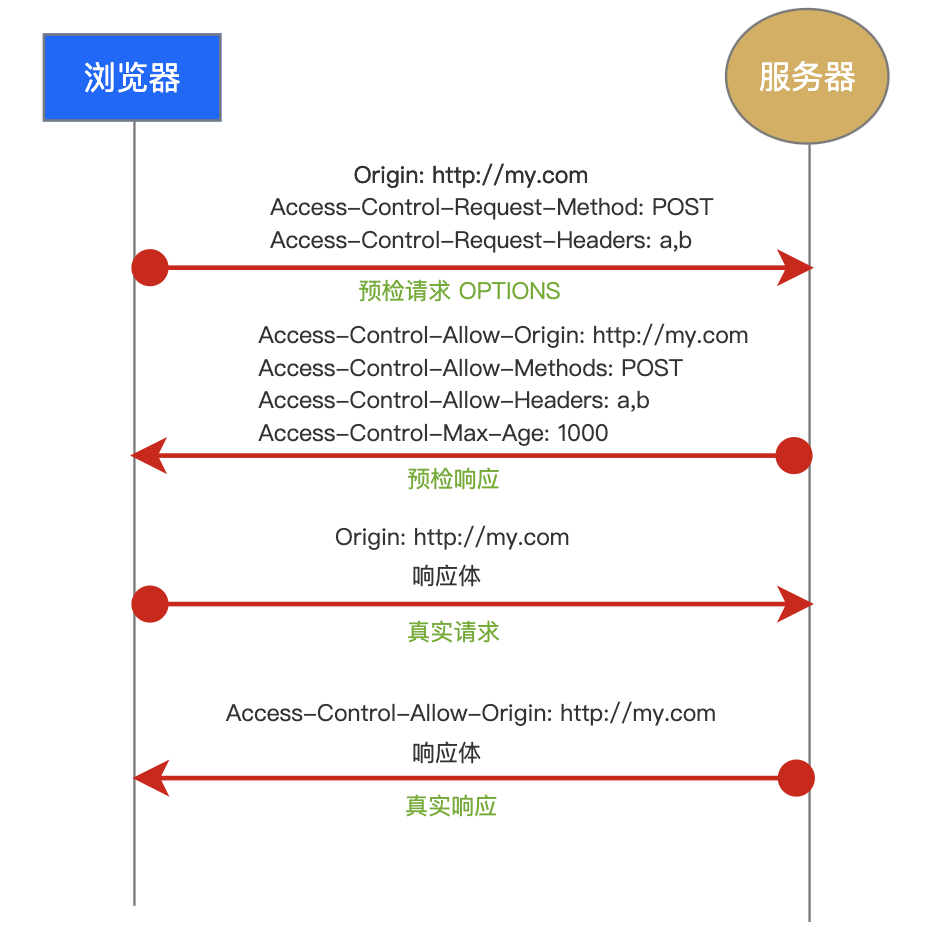 浏览器
服务器
Origin: http://my.com
Access-Control-Request-Method: POST
Access-Control-Request-Headers: a,b
预检请求 OPTIONS
Access-Control-Allow-Origin: http://my.com
Access-Control-Allow-Methods: POST
Access-Control-Allow-Headers: a,b
Access-Control-Max-Age: 1000
预检响应
Origin: http://my.com
响应体
真实请求
Access-Control-Allow-Origin: http://my.com
响应体
真实响应